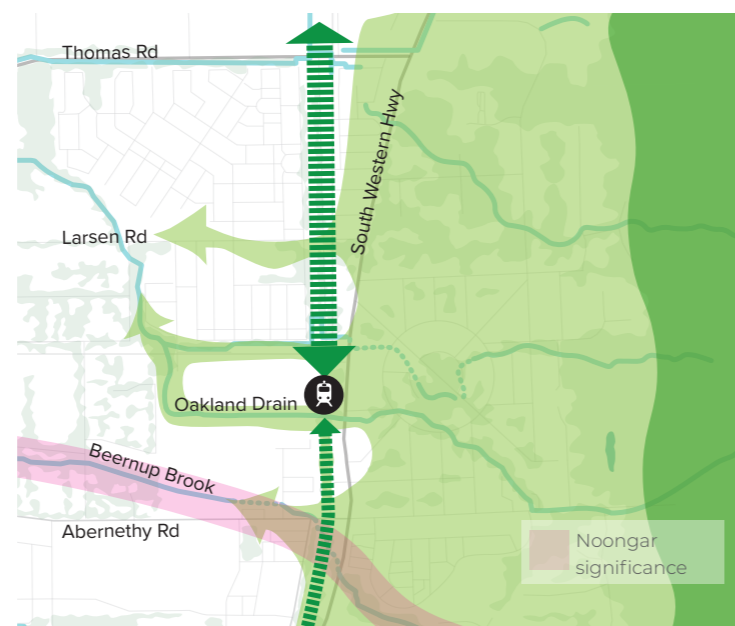 Thomas Rd
South Western Hwy
Larsen Rd
Oakland Drain
Beernup Brook
Abernethy Rd
Noongar
significance